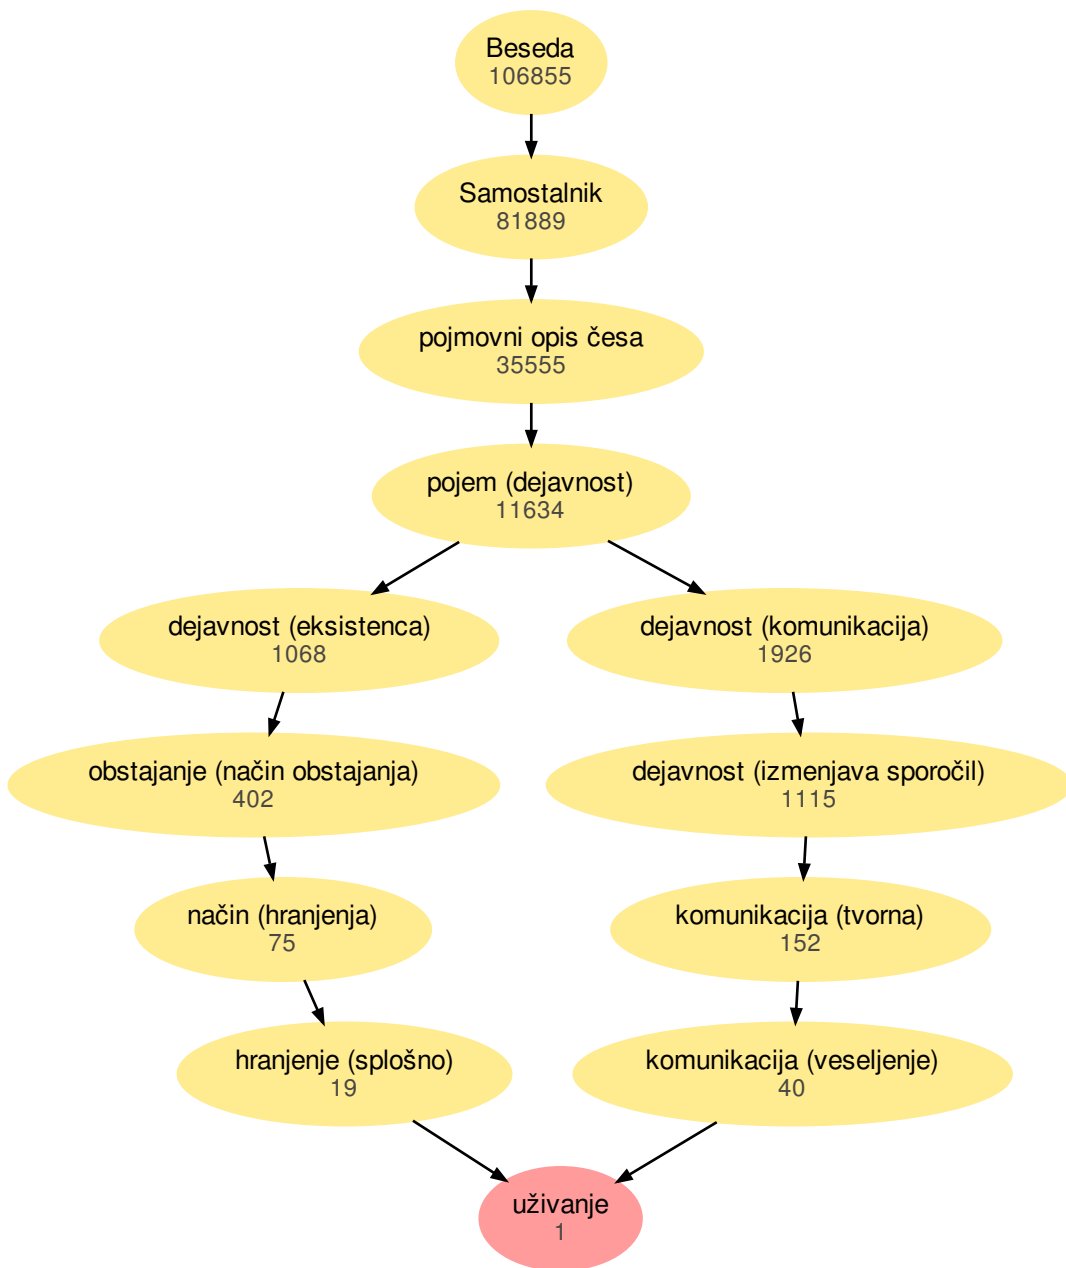 Beseda
106855
Samostalnik
81889
pojmovni opis česa
35555
pojem (dejavnost)
11634
dejavnost (eksistenca)
1068
dejavnost (komunikacija)
1926
obstajanje (način obstajanja)
402
dejavnost (izmenjava sporočil)
1115
način (hranjenja)
75
komunikacija (tvorna)
152
hranjenje (splošno)
19
komunikacija (veseljenje)
40
uživanje
1